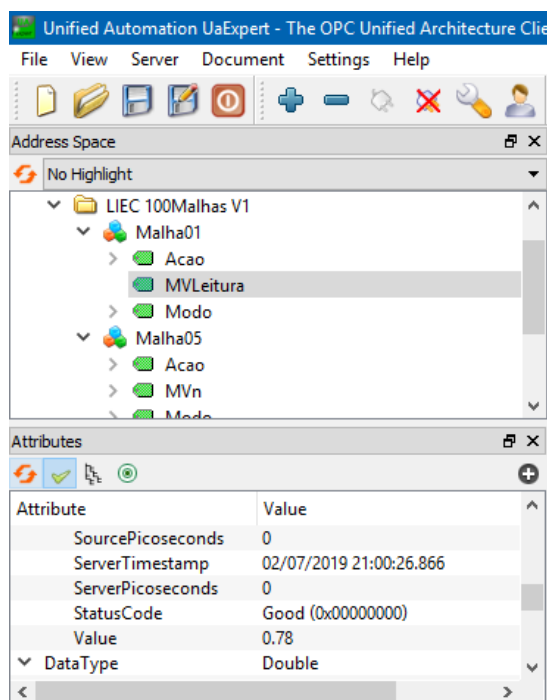 Unified Automation UaExpert - The OPC Unified Architecture Clie
File View Server Document Settings Help
Address Space
No Highlight
LIEC 100Malhas V1
Malha01
Acao
MVLeitura
Modo
Malha05
Acao
MVn
Modo
Attributes
Attribute Value
SourcePicoseconds 0
ServerTimestamp 02/07/2019 21:00:26.866
ServerPicoseconds 0
StatusCode Good (0x00000000)
Value 0.78
DataType Double